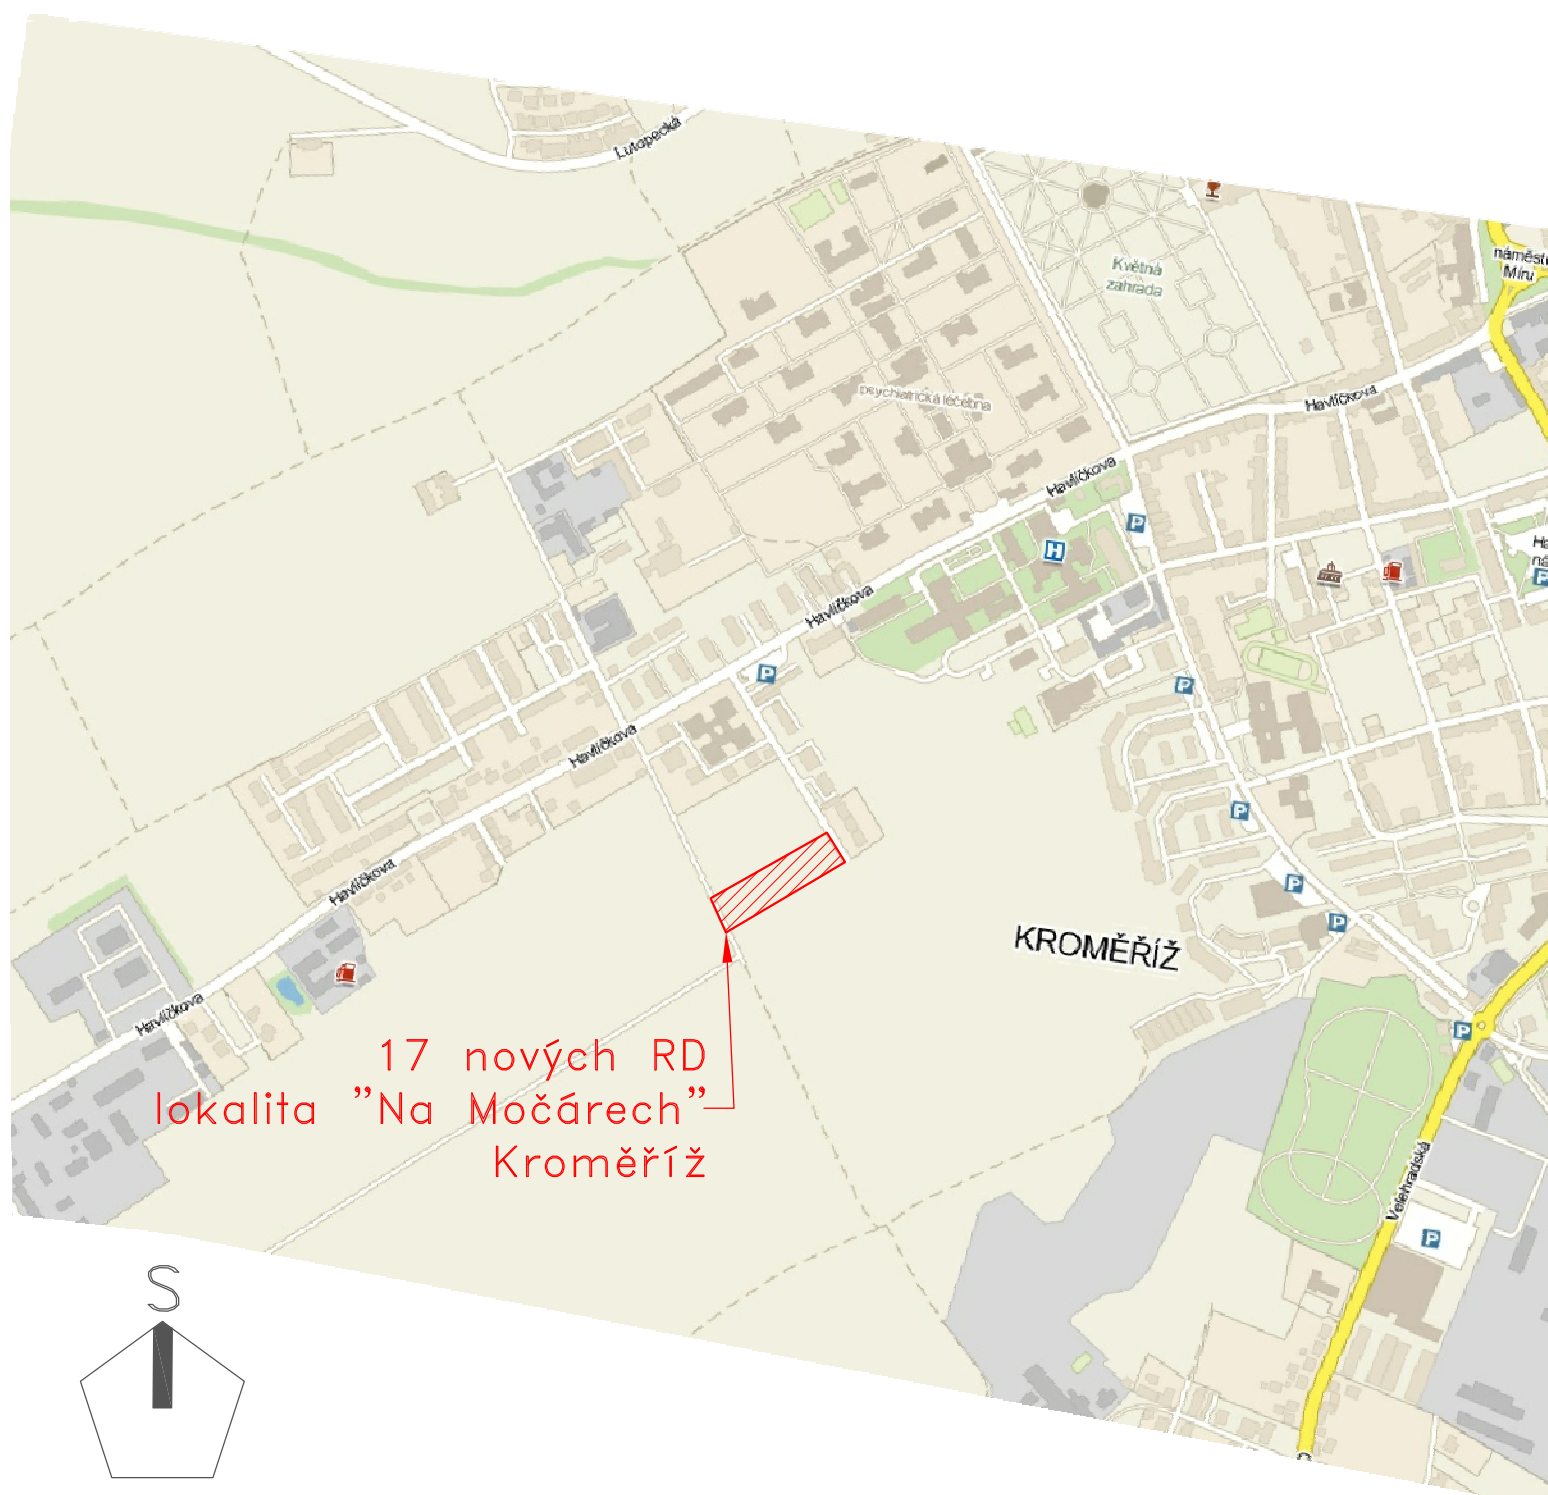 Lutopecká
Květná
zahrada
náměstí
Míru
psychiatrická léčebna
Havlíčkova
Havlíčkova
P
H
P
Havlíčkova
P
P
Havlíčkova
P
Havlíčkova
P
P
KROMĚŘÍŽ
Havlíčkova
P
17 nových RD
lokalita "Na Močárech"
Kroměříž
Velehradská
P
S